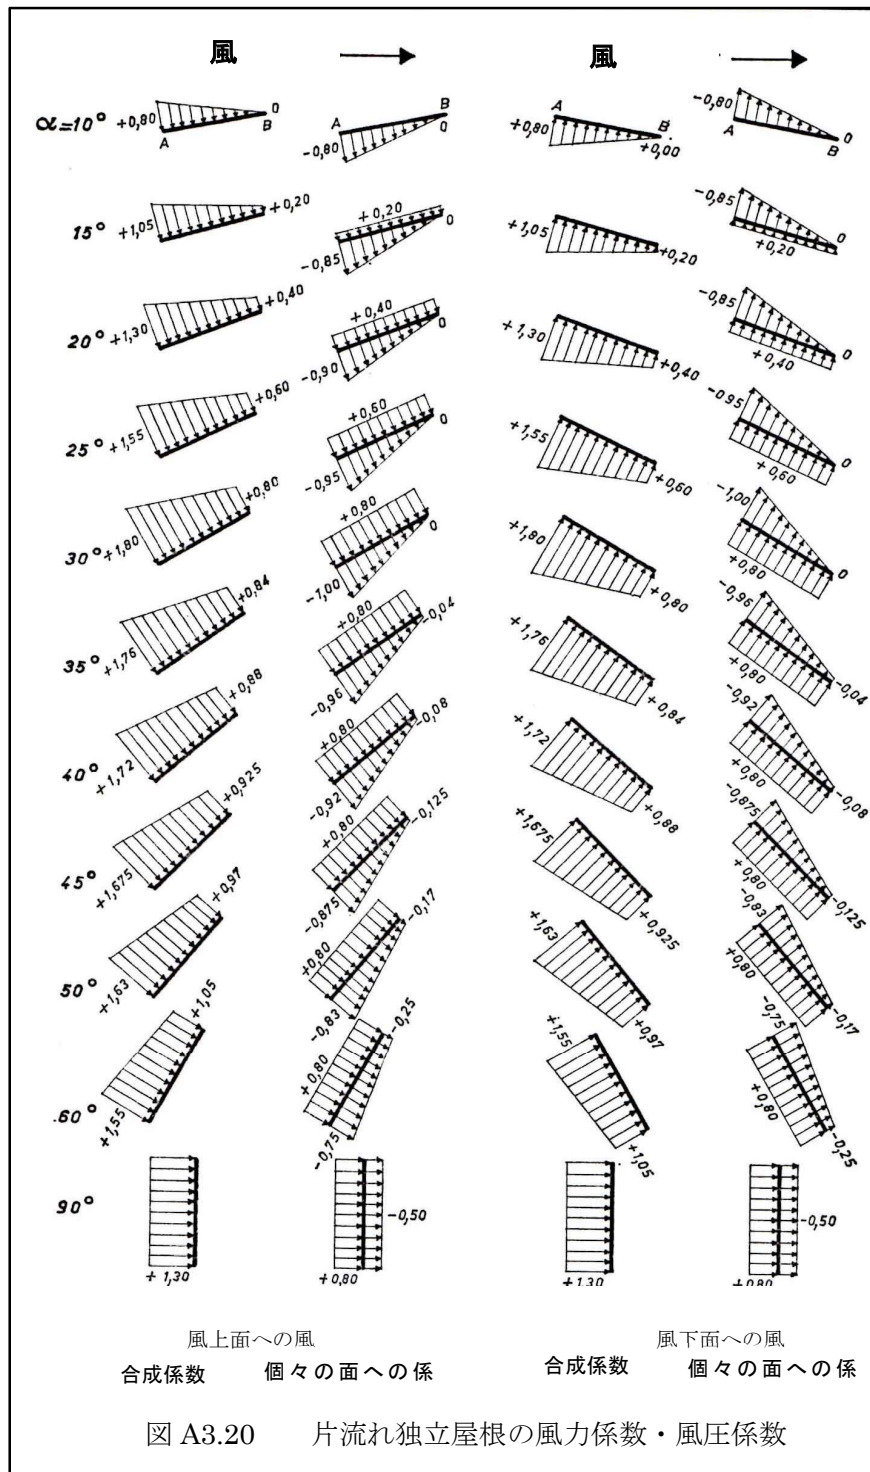 風 風
α=10° +0,80 A B 0 A B -0,80 0 A B +0,80 +0,00 -0,80 A B 0
15° +1,05 +0,20 +0,20 -0,85 0 +1,05 +0,20 -0,85 +0,20 0
20° +1,30 +0,40 +0,40 -0,90 0 +1,30 +0,40 -0,85 +0,40 0
25° +1,55 +0,60 +0,60 -0,95 0 +1,55 +0,60 -0,95 +0,60 0
30° +1,80 +0,80 +0,80 -1,00 0 +1,80 +0,80 -1,00 +0,80 0
35° +1,76 +0,84 +0,80 -0,96 -0,04 +1,76 +0,84 -0,96 +0,80 -0,04
40° +1,72 +0,88 +0,80 -0,92 -0,08 +1,72 +0,88 -0,92 +0,80 -0,08
45° +1,675 +0,925 +0,80 -0,875 -0,125 +1,675 +0,925 -0,875 +0,80 -0,125
50° +1,63 +0,97 +0,80 -0,83 -0,17 +1,63 +0,97 -0,83 +0,80 -0,17
60° +1,55 +1,05 +0,80 -0,75 -0,25 +1,55 +1,05 -0,75 +0,80 -0,25
90° +1,30 +0,80 -0,50 +1,30 +0,80 -0,50
風上面への風 風下面への風
合成係数 個々の面への係 合成係数 個々の面への係数
図 A3.20 片流れ独立屋根の風力係数・風圧係数